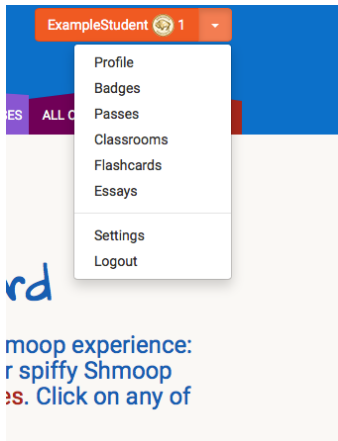 ExampleStudent 1
Profile
Badges
ES ALL
Passes
Classrooms
Flashcards
Essays
Settings
Logout
rd
moop experience:
r spiffy Shmoop
es. Click on any of